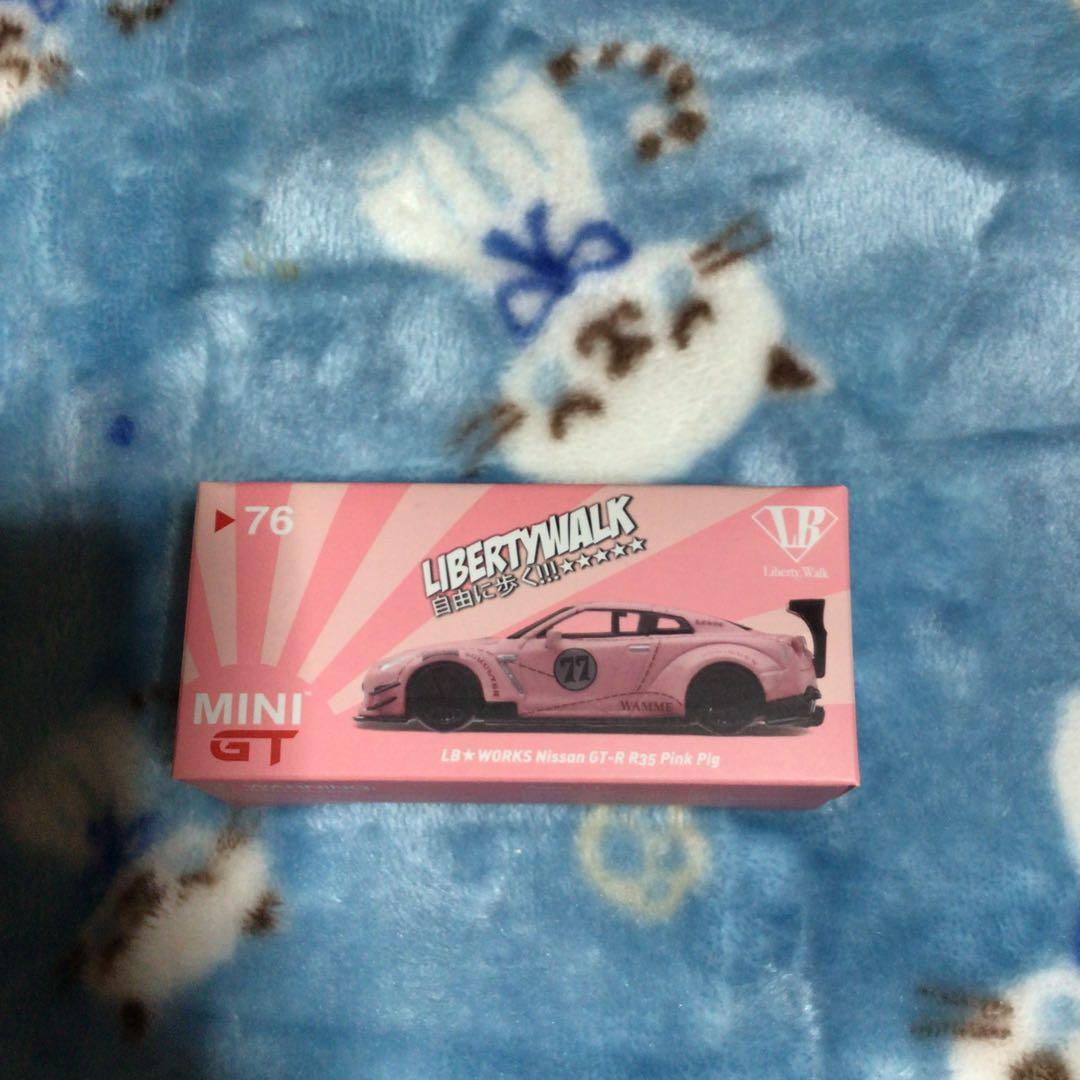 76
LIBERTYWALK
自由に歩く!!!★★★★★
LB
Liberty Walk
77
WAMME
MINI
GT
LB★WORKS Nissan GT-R R35 Pink Pig
WARNING: